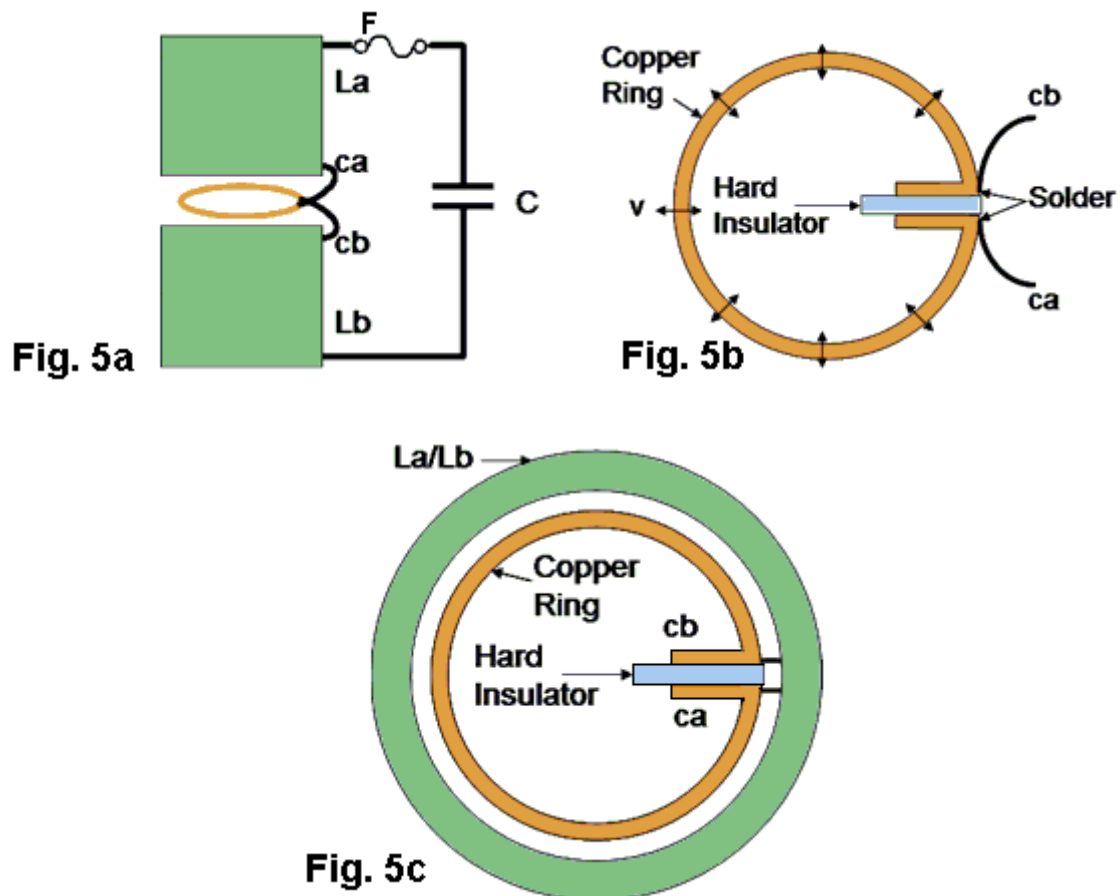 F
La
ca
C
cb
Lb
Fig. 5a
Copper
Ring
cb
Hard
Insulator
v
Solder
ca
Fig. 5b
La/Lb
Copper
Ring
cb
Hard
Insulator
ca
Fig. 5c